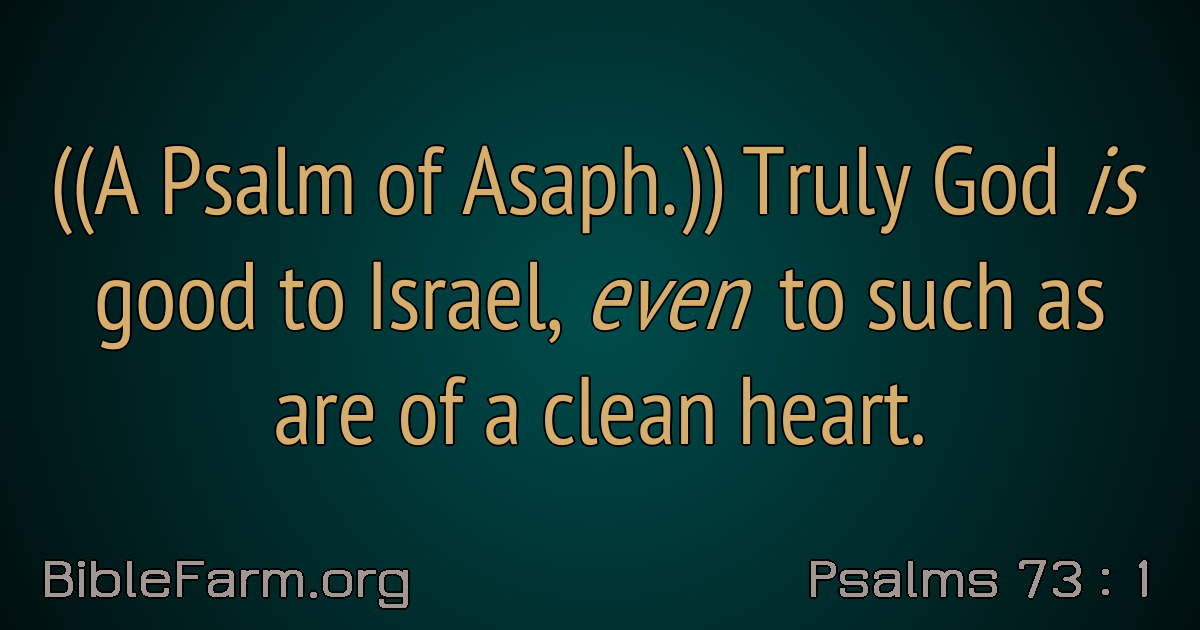 ((A Psalm of Asaph.)) Truly God is
good to Israel, even to such as
are of a clean heart.
BibleFarm.org
Psalms 73 : 1